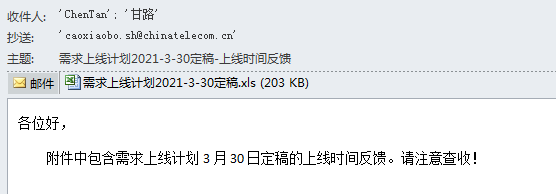 收件人: 'ChenTan'; '甘路'
抄送: 'caoxiaobo.sh@chinatelecom.cn'
主题: 需求上线计划2021-3-30定稿-上线时间反馈
邮件 需求上线计划2021-3-30定稿.xls (203 KB)
各位好，
附件中包含需求上线计划 3 月 30 日定稿的上线时间反馈。请注意查收！